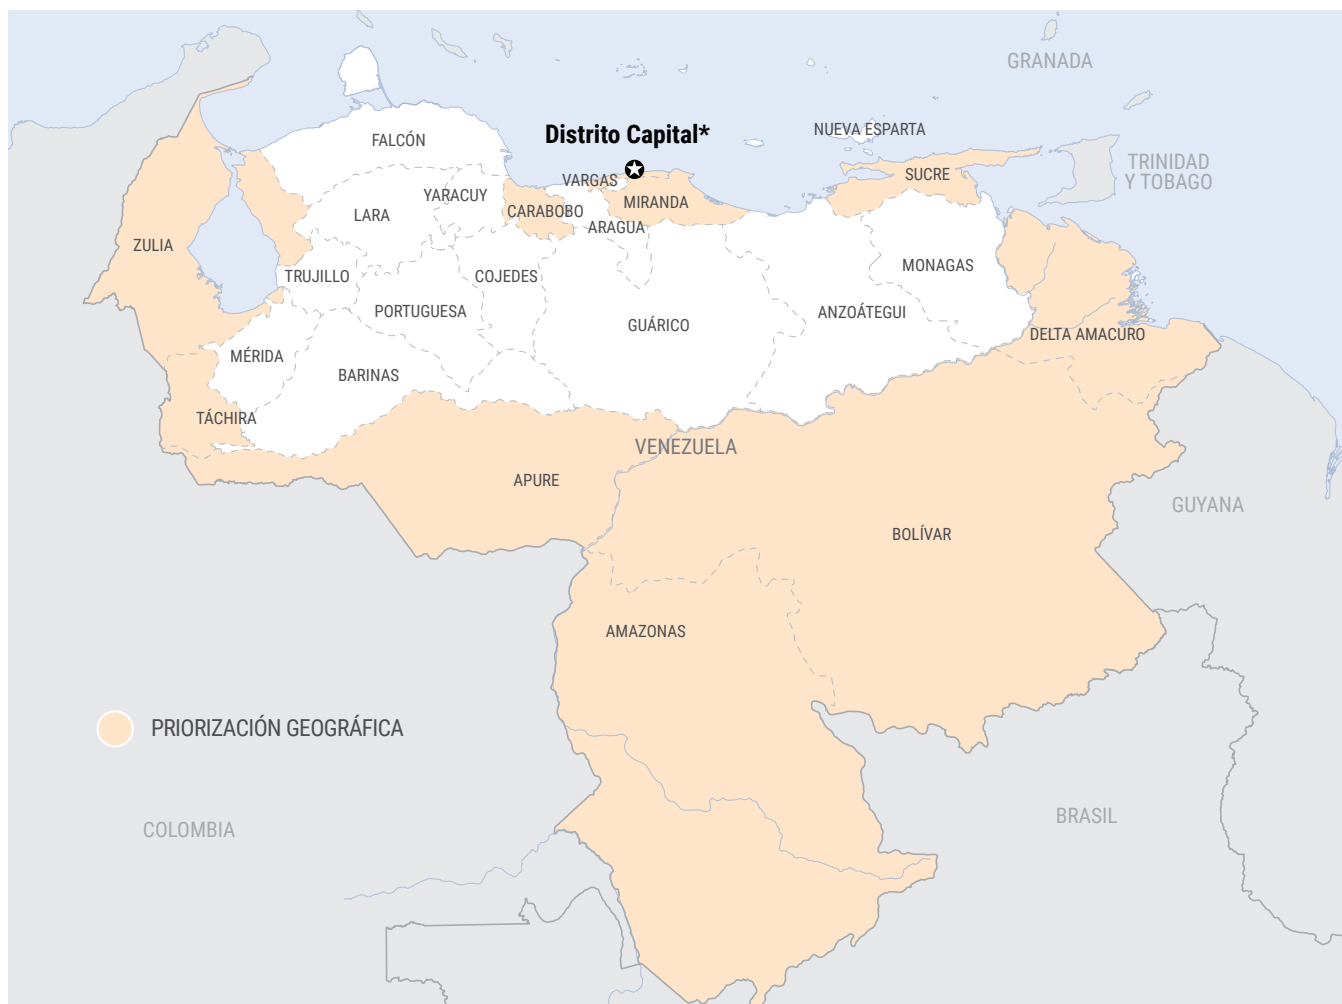 GRANADA
NUEVA ESPARTA
Distrito Capital*
FALCÓN
TRINIDAD
Y TOBAGO
SUCRE
VARGAS
YARACUY
MIRANDA
CARABOBO
LARA
ARAGUA
ZULIA
MONAGAS
TRUJILLO
COJEDES
PORTUGUESA
ANZOÁTEGUI
GUÁRICO
DELTA AMACURO
MÉRIDA
BARINAS
TÁCHIRA
VENEZUELA
APURE
GUYANA
BOLÍVAR
AMAZONAS
PRIORIZACIÓN GEOGRÁFICA
BRASIL
COLOMBIA